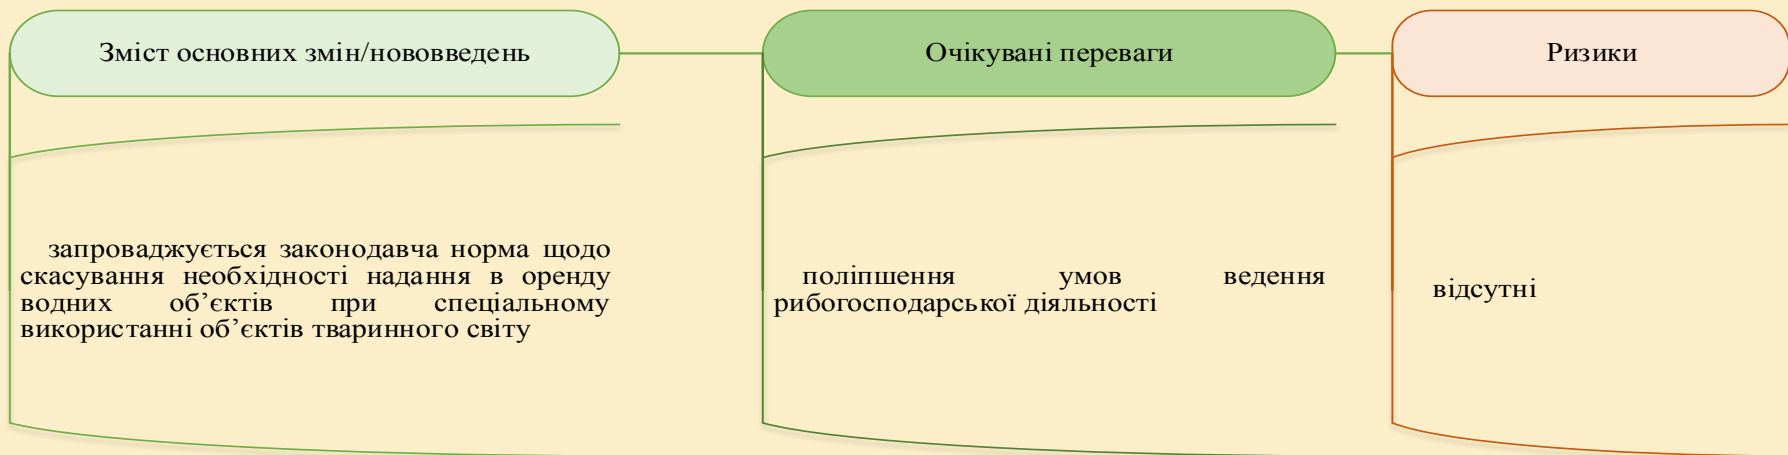 Зміст основних змін/нововведень
Очікувані переваги
Ризики
запроваджується законодавча норма щодо
скасування необхідності надання в оренду
водних об’єктів при спеціальному
використанні об’єктів тваринного світу
поліпшення умов ведення
рибогосподарської діяльності
відсутні